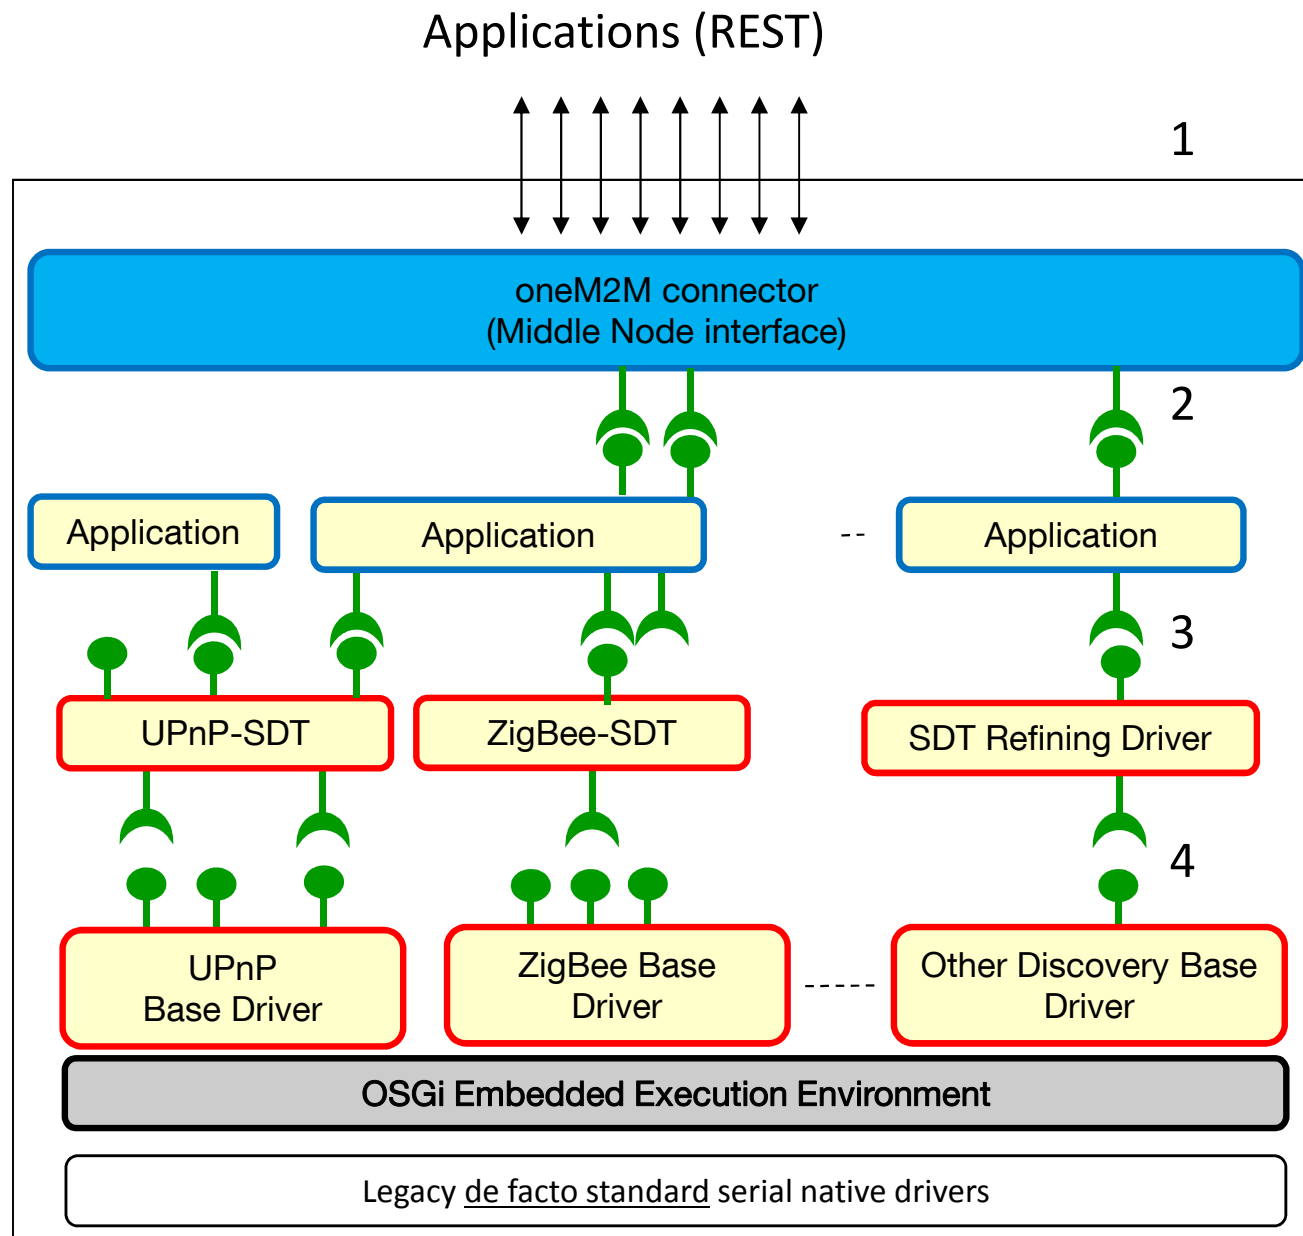 Applications (REST)
1
oneM2M connector
(Middle Node interface)
2
Application
Application
--
Application
3
UPnP-SDT
ZigBee-SDT
SDT Refining Driver
4
UPnP
Base Driver
ZigBee Base
Driver
-----
Other Discovery Base
Driver
OSGi Embedded Execution Environment
Legacy de facto standard serial native drivers